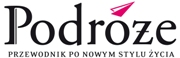 Podróże
PRZEWODNIK PO NOWYM STYLU ŻYCIA